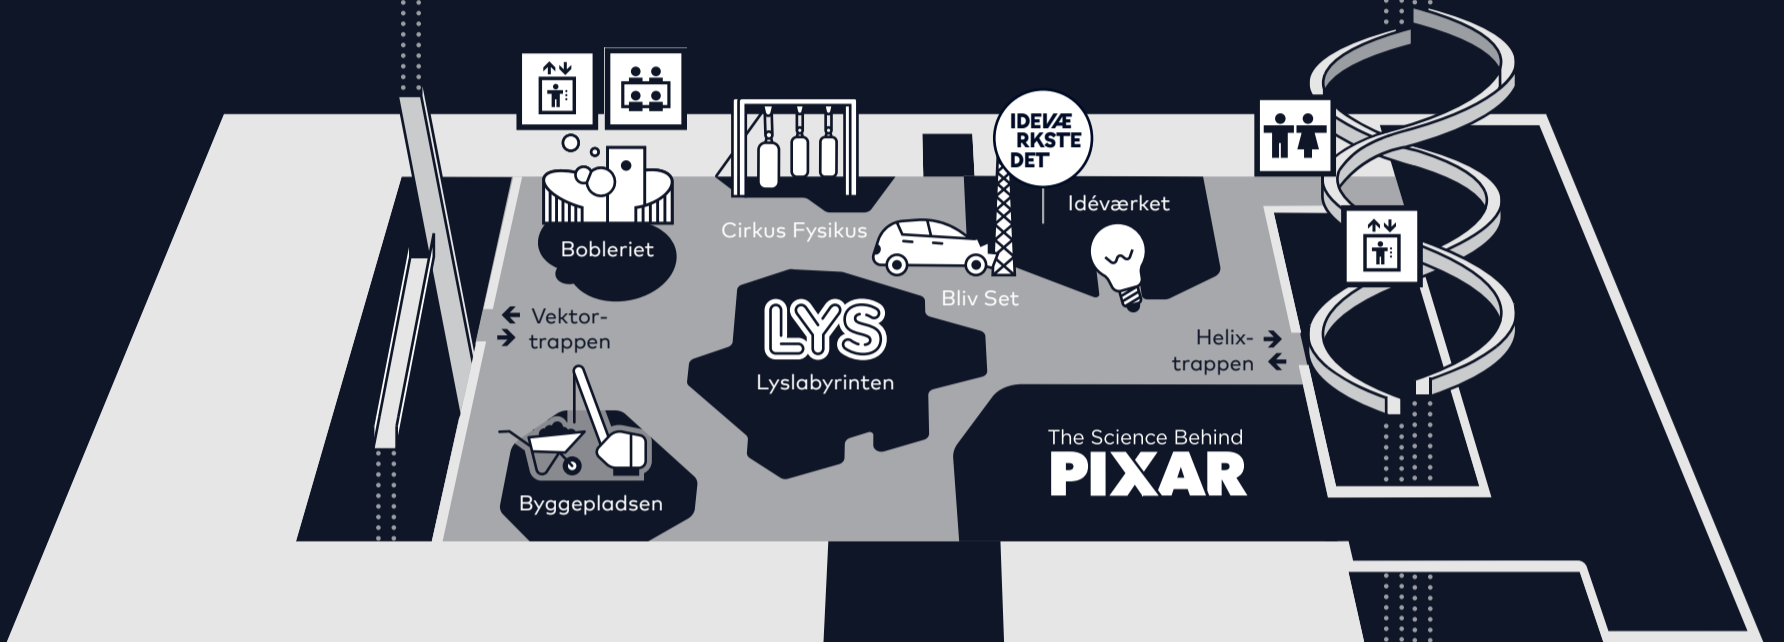 IDEVÆ
RKSTE
DET
Idéværket
Cirkus Fysikus
Bobleriet
Bliv Set
Vektor-
trappen
LYS
Lyslabyrinten
Helix-
trappen
The Science Behind
PIXAR
Byggepladsen